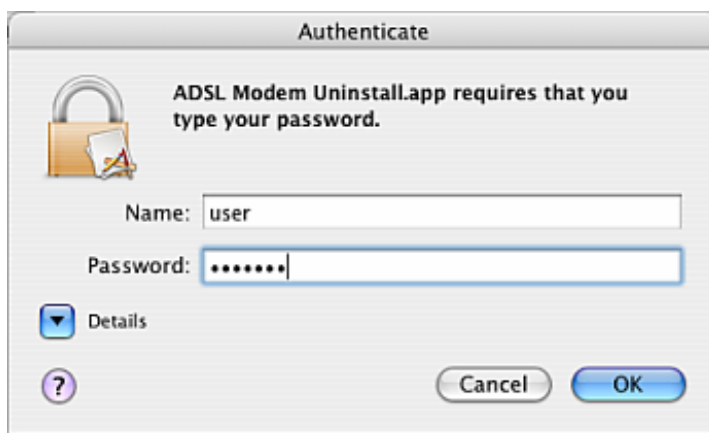 Authenticate
ADSL Modem Uninstall.app requires that you
type your password.
Name: user
Password: •••••••
Details
? Cancel OK